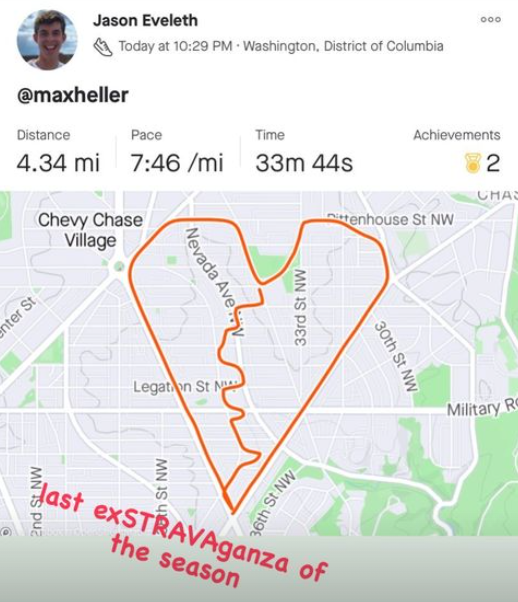 Jason Eveleth
Today at 10:29 PM · Washington, District of Columbia
@maxheller
Distance
Pace
Time
Achievements
4.34 mi
7:46 /mi
33m 44s
2
CHAS
Chevy Chase
Village
Rittenhouse St NW
Nevada Ave NW
33rd St NW
30th St NW
enter St
Legation St NW
Military R
2nd St NW
th St NW
36th St NW
last exSTRAVAganza of
the season